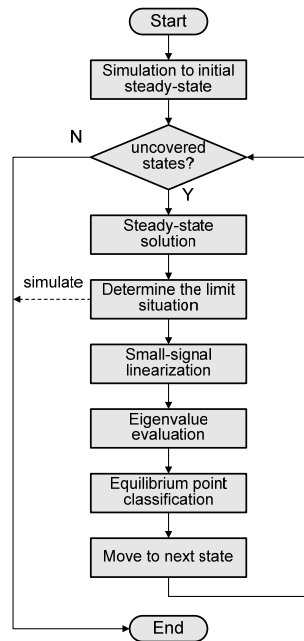 Start
Simulation to initial
steady-state
N
uncovered
states?
Y
Steady-state
solution
simulate
Determine the limit
situation
Small-signal
linearization
Eigenvalue
evaluation
Equilibrium point
classification
Move to next state
End